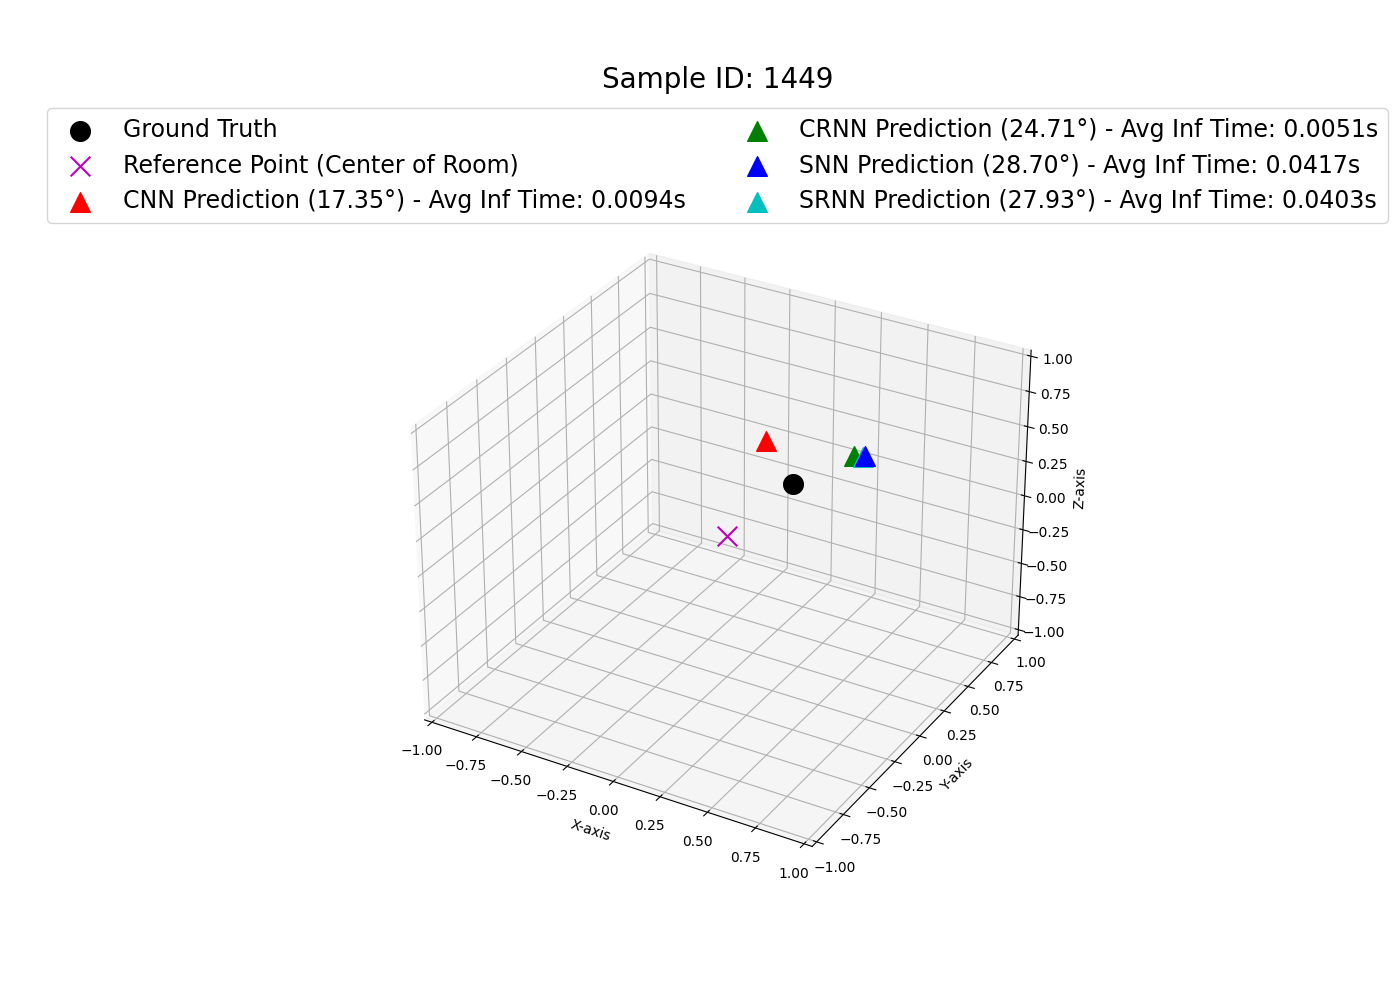 Sample ID: 1449
Ground Truth
Reference Point (Center of Room)
CNN Prediction (17.35°) - Avg Inf Time: 0.0094s
CRNN Prediction (24.71°) - Avg Inf Time: 0.0051s
SNN Prediction (28.70°) - Avg Inf Time: 0.0417s
SRNN Prediction (27.93°) - Avg Inf Time: 0.0403s
1.00
0.75
0.50
0.25
0.00
−0.25
−0.50
−0.75
−1.00
Z-axis
1.00
0.75
0.50
0.25
0.00
−0.25
−0.50
−0.75
−1.00
Y-axis
−1.00
−0.75
−0.50
−0.25
0.00
0.25
0.50
0.75
1.00
X-axis